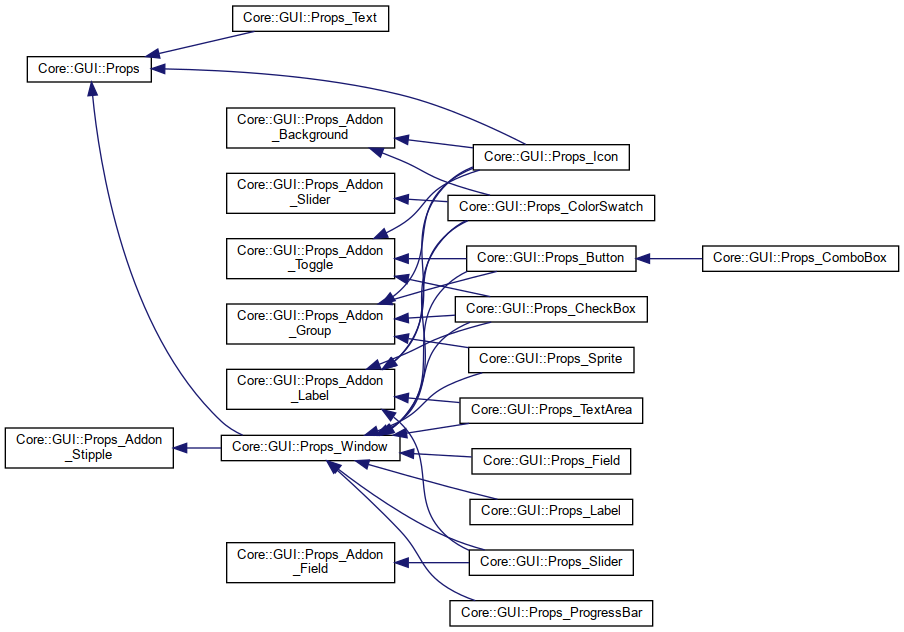 Core::GUI::Props_Text
Core::GUI::Props
Core::GUI::Props_Addon
_Background
Core::GUI::Props_Icon
Core::GUI::Props_Addon
_Slider
Core::GUI::Props_ColorSwatch
Core::GUI::Props_Addon
_Toggle
Core::GUI::Props_Button
Core::GUI::Props_ComboBox
Core::GUI::Props_Addon
_Group
Core::GUI::Props_CheckBox
Core::GUI::Props_Sprite
Core::GUI::Props_Addon
_Label
Core::GUI::Props_TextArea
Core::GUI::Props_Addon
_Stipple
Core::GUI::Props_Window
Core::GUI::Props_Field
Core::GUI::Props_Label
Core::GUI::Props_Addon
_Field
Core::GUI::Props_Slider
Core::GUI::Props_ProgressBar